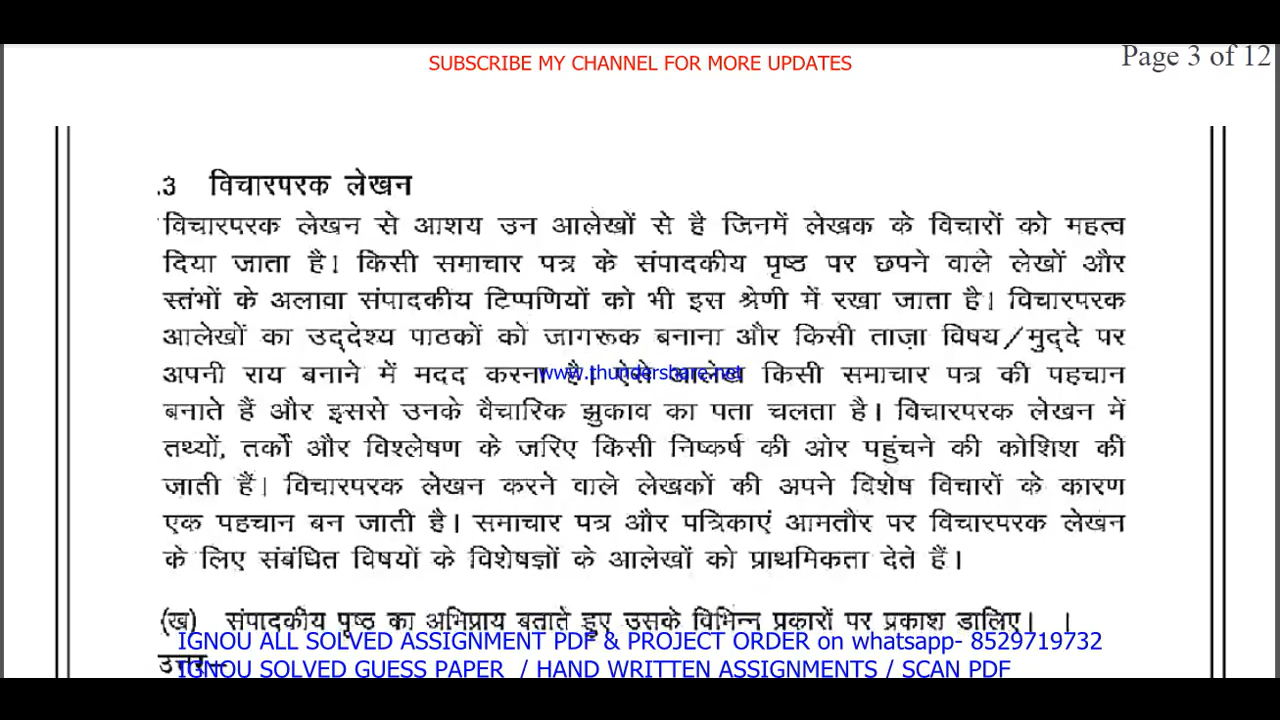 SUBSCRIBE MY CHANNEL FOR MORE UPDATES
Page 3 of 12
.3 विचारपरक लेखन
विचारपरक लेखन से आशय उन आलेखों से है जिनमें लेखक के विचारों को महत्व
दिया जाता है। किसी समाचार पत्र के संपादकीय पृष्ठ पर छपने वाले लेखों और
स्तंभों के अलावा संपादकीय टिप्पणियों को भी इस श्रेणी में रखा जाता है। विचारपरक
आलेखों का उद्देश्य पाठकों को जागरूक बनाना और किसी ताज़ा विषय/मुद्दे पर
अपनी राय बनाने में मदद करना है। ऐसे आलेख किसी समाचार पत्र की पहचान
www.thundershare.net
बनाते हैं और इससे उनके वैचारिक झुकाव का पता चलता है। विचारपरक लेखन में
तथ्यों, तर्कों और विश्लेषण के जरिए किसी निष्कर्ष की ओर पहुंचने की कोशिश की
जाती हैं। विचारपरक लेखन करने वाले लेखकों की अपने विशेष विचारों के कारण
एक पहचान बन जाती है। समाचार पत्र और पत्रिकाएं आमतौर पर विचारपरक लेखन
के लिए संबंधित विषयों के विशेषज्ञों के आलेखों को प्राथमिकता देते हैं।
(ख) संपादकीय पृष्ठ का अभिप्राय बताते हुए उसके विभिन्न प्रकारों पर प्रकाश डालिए। ।
IGNOU ALL SOLVED ASSIGNMENT PDF & PROJECT ORDER on whatsapp- 8529719732
उत्तर–
IGNOU SOLVED GUESS PAPER / HAND WRITTEN ASSIGNMENTS / SCAN PDF